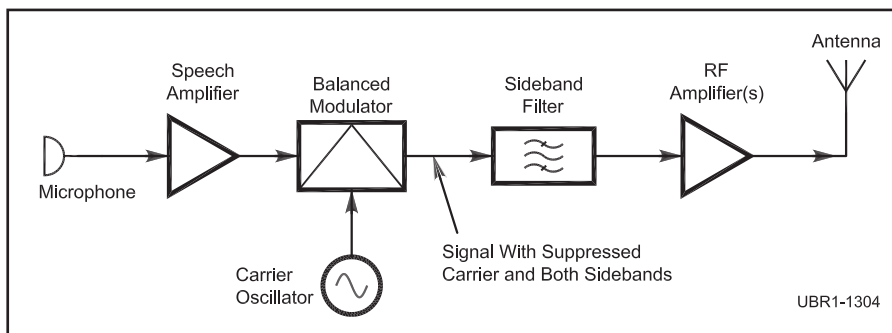 Speech
Amplifier
Balanced
Modulator
Sideband
Filter
RF
Amplifier(s)
Antenna
Microphone
Carrier
Oscillator
Signal With Suppressed
Carrier and Both Sidebands
UBR1-1304